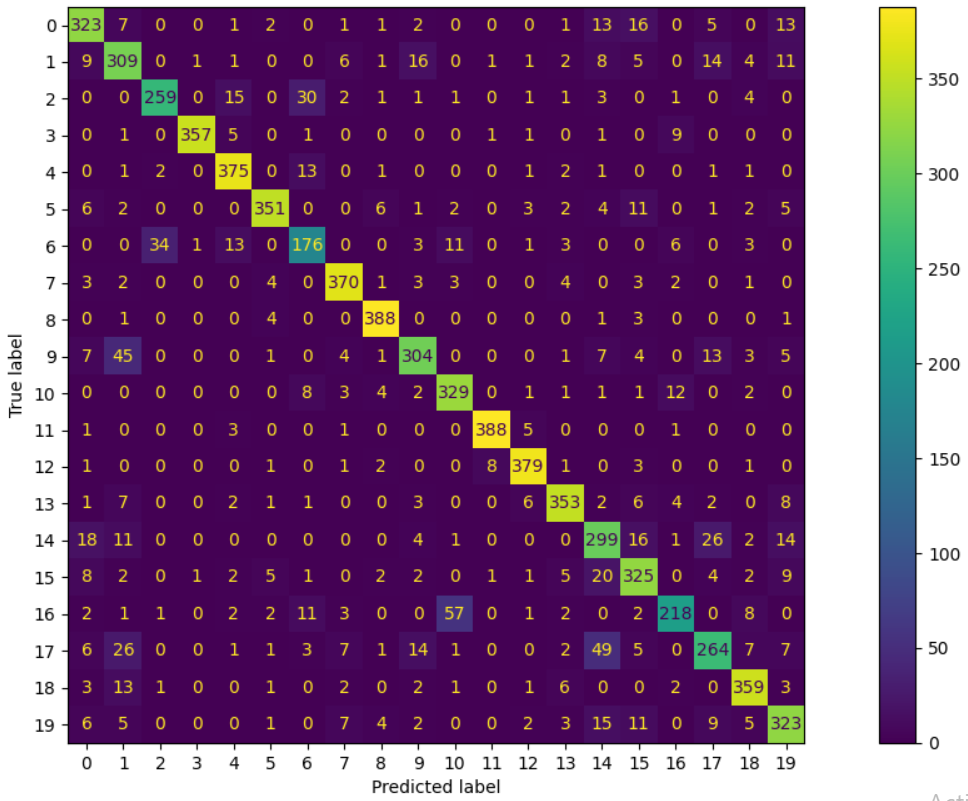 0 323 7 0 0 1 2 0 1 1 2 0 0 0 1 13 16 0 5 0 13
1 9 309 0 1 1 0 0 6 1 16 0 1 1 2 8 5 0 14 4 11
2 0 0 259 0 15 0 30 2 1 1 1 0 1 1 3 0 1 0 4 0
3 0 1 0 357 5 0 1 0 0 0 0 1 1 0 1 0 9 0 0 0
4 0 1 2 0 375 0 13 0 1 0 0 0 1 2 1 0 0 1 1 0
5 6 2 0 0 0 351 0 0 6 1 2 0 3 2 4 11 0 1 2 5
6 0 0 34 1 13 0 176 0 0 3 11 0 1 3 0 0 6 0 3 0
7 3 2 0 0 0 4 0 370 1 3 3 0 0 4 0 3 2 0 1 0
8 0 1 0 0 0 4 0 0 388 0 0 0 0 0 1 3 0 0 0 1
9 7 45 0 0 0 1 0 4 1 304 0 0 0 1 7 4 0 13 3 5
10 0 0 0 0 0 0 8 3 4 2 329 0 1 1 1 1 12 0 2 0
11 1 0 0 0 3 0 0 1 0 0 0 388 5 0 0 0 1 0 0 0
12 1 0 0 0 0 1 0 1 2 0 0 8 379 1 0 3 0 0 1 0
13 1 7 0 0 2 1 1 0 0 3 0 0 6 353 2 6 4 2 0 8
14 18 11 0 0 0 0 0 0 0 4 1 0 0 0 299 16 1 26 2 14
15 8 2 0 1 2 5 1 0 2 2 0 1 1 5 20 325 0 4 2 9
16 2 1 1 0 2 2 11 3 0 0 57 0 1 2 0 2 218 0 8 0
17 6 26 0 0 1 1 3 7 1 14 1 0 0 2 49 5 0 264 7 7
18 3 13 1 0 0 1 0 2 0 2 1 0 1 6 0 0 2 0 359 3
19 6 5 0 0 0 1 0 7 4 2 0 0 2 3 15 11 0 9 5 323
0 1 2 3 4 5 6 7 8 9 10 11 12 13 14 15 16 17 18 19
Predicted label
True label
350
300
250
200
150
100
50
0